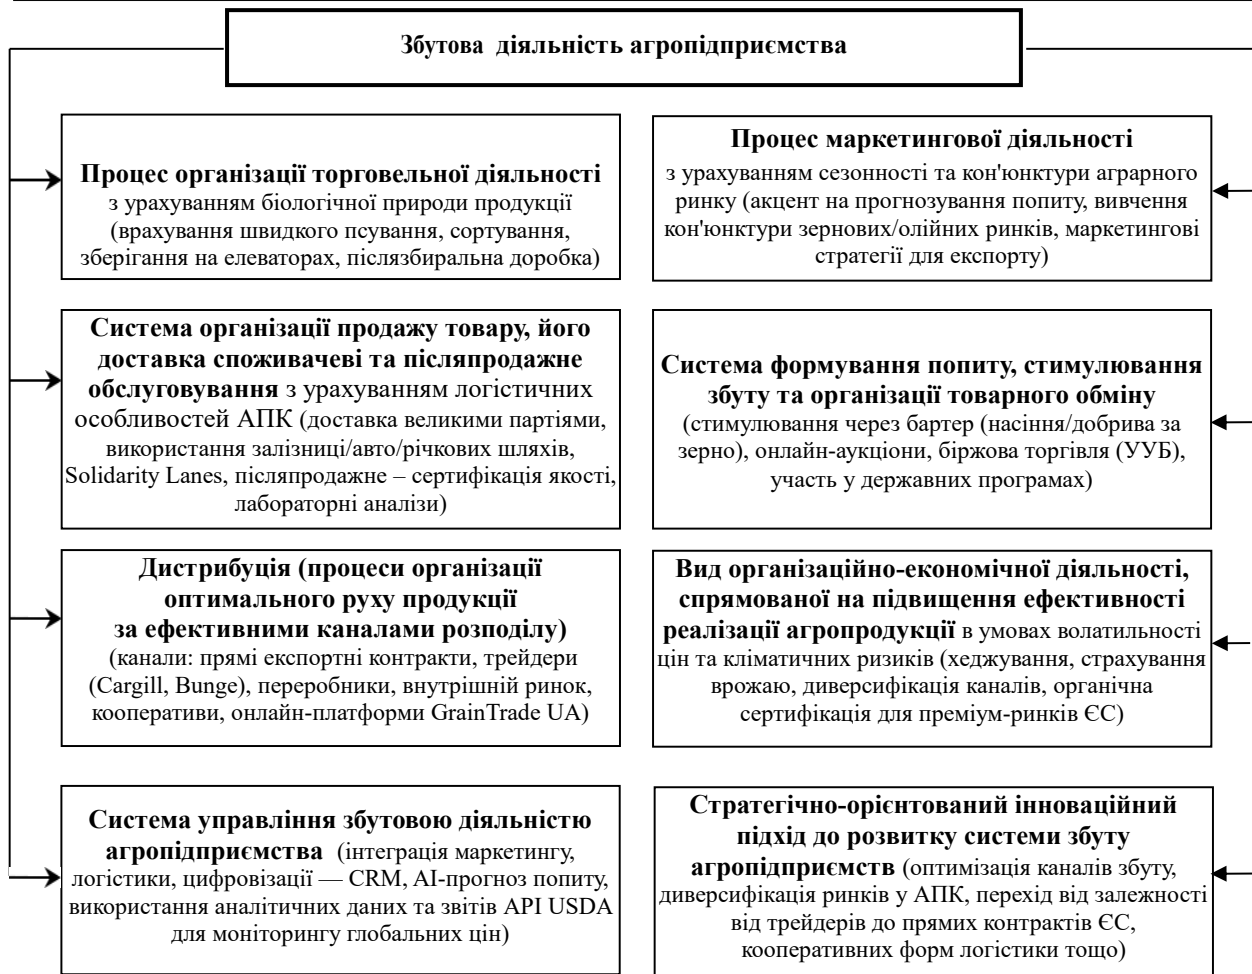 Збутова діяльність агропідприємства
Процес організації торговельної діяльності
з урахуванням біологічної природи продукції
(врахування швидкого псування, сортування,
зберігання на елеваторах, післязбиральна доробка)
Процес маркетингової діяльності
з урахуванням сезонності та кон'юнктури аграрного
ринку (акцент на прогнозування попиту, вивчення
кон'юнктури зернових/олійних ринків, маркетингові
стратегії для експорту)
Система організації продажу товару, його
доставка споживачеві та післяпродажне
обслуговування з урахуванням логістичних
особливостей АПК (доставка великими партіями,
використання залізниці/авто/річкових шляхів,
Solidarity Lanes, післяпродажне – сертифікація якості,
лабораторні аналізи)
Система формування попиту, стимулювання
збуту та організації товарного обміну
(стимулювання через бартер (насіння/добрива за
зерно), онлайн-аукціони, біржова торгівля (УУБ),
участь у державних програмах)
Дистрибуція (процеси організації
оптимального руху продукції
за ефективними каналами розподілу)
(канали: прямі експортні контракти, трейдери
(Cargill, Bunge), переробники, внутрішній ринок,
кооперативи, онлайн-платформи GrainTrade UA)
Вид організаційно-економічної діяльності,
спрямованої на підвищення ефективності
реалізації агропродукції в умовах волатильності
цін та кліматичних ризиків (хеджування, страхування
врожаю, диверсифікація каналів, органічна
сертифікація для преміум-ринків ЄС)
Система управління збутовою діяльністю
агропідприємства (інтеграція маркетингу,
логістики, цифровізації — CRM, AI-прогноз попиту,
використання аналітичних даних та звітів API USDA
для моніторингу глобальних цін)
Стратегічно-орієнтований інноваційний
підхід до розвитку системи збуту
агропідприємств (оптимізація каналів збуту,
диверсифікація ринків у АПК, перехід від залежності
від трейдерів до прямих контрактів ЄС,
кооперативних форм логістики тощо)